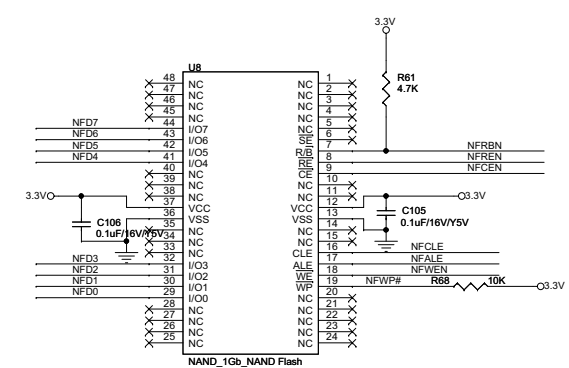 3.3V
U8
R61
4.7K
48 NC NC 1
47 NC NC 2
46 NC NC 3
45 NC NC 4
NFD7 44 I/O7 NC 5
NFD6 43 I/O6 SE 6
NFD5 42 I/O5 R/B 7 NFRBN
NFD4 41 I/O4 RE 8 NFREN
40 NC CE 9 NFCEN
39 NC NC 10
3.3V 38 NC NC 11 3.3V
37 VCC VCC 12
36 VSS VSS 13
C106
0.1uF/16V/Y5V
C105
0.1uF/16V/Y5V
35 NC NC 14
34 NC NC 15
33 NC CLE 16 NFCLE
NFD3 32 I/O3 ALE 17 NFALE
NFD2 31 I/O2 WE 18 NFWEN
NFD1 30 I/O1 WP 19 NFWP# R68 10K
NFD0 29 I/O0 NC 20 3.3V
28 NC NC 21
27 NC NC 22
26 NC NC 23
25 NC NC 24
NAND_1Gb_NAND Flash